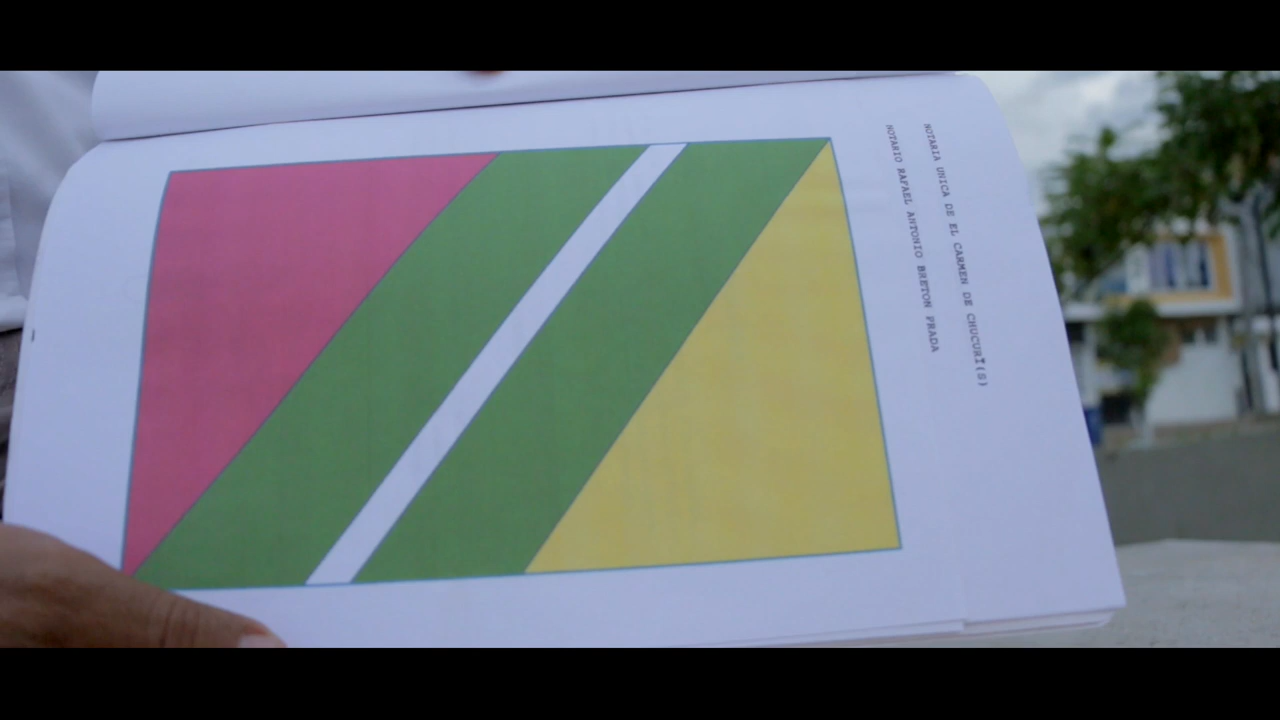 NOTARIA UNICA DE EL CARMEN DE CHUCURÍ(S)
NOTARIO RAFAEL ANTONIO BRETON PRADA